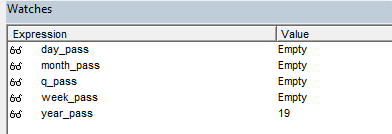 Watches
Expression Value
day_pass Empty
month_pass Empty
q_pass Empty
week_pass Empty
year_pass 19